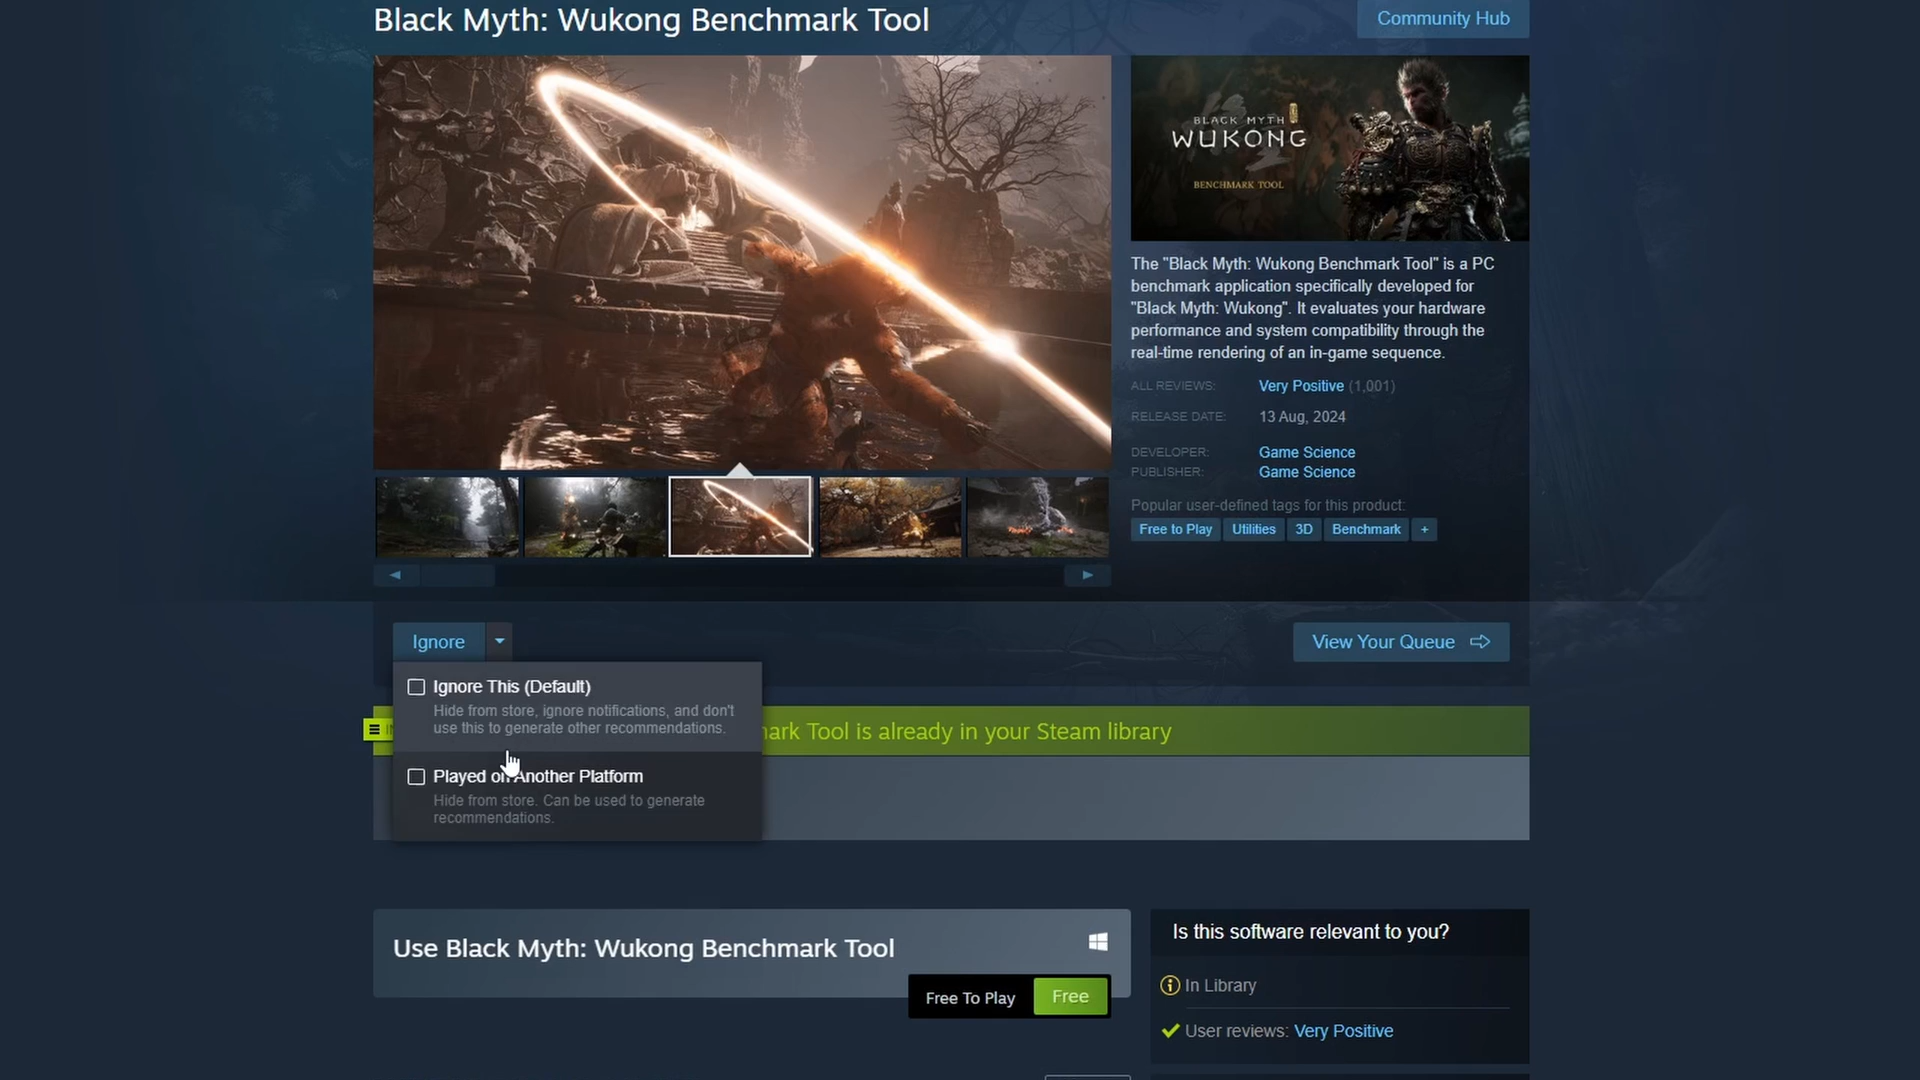 Black Myth: Wukong Benchmark Tool
Community Hub
BLACK MYTH
WUKONG
BENCHMARK TOOL
The "Black Myth: Wukong Benchmark Tool" is a PC
benchmark application specifically developed for
"Black Myth: Wukong". It evaluates your hardware
performance and system compatibility through the
real-time rendering of an in-game sequence.
ALL REVIEWS: Very Positive (1,001)
RELEASE DATE: 13 Aug, 2024
DEVELOPER: Game Science
PUBLISHER: Game Science
Popular user-defined tags for this product:
Free to Play Utilities 3D Benchmark +
Ignore
View Your Queue
Ignore This (Default)
Hide from store, ignore notifications, and don't
use this to generate other recommendations.
Tool is already in your Steam library
Played on Another Platform
Hide from store. Can be used to generate
recommendations.
Use Black Myth: Wukong Benchmark Tool
Free To Play Free
Is this software relevant to you?
In Library
User reviews: Very Positive